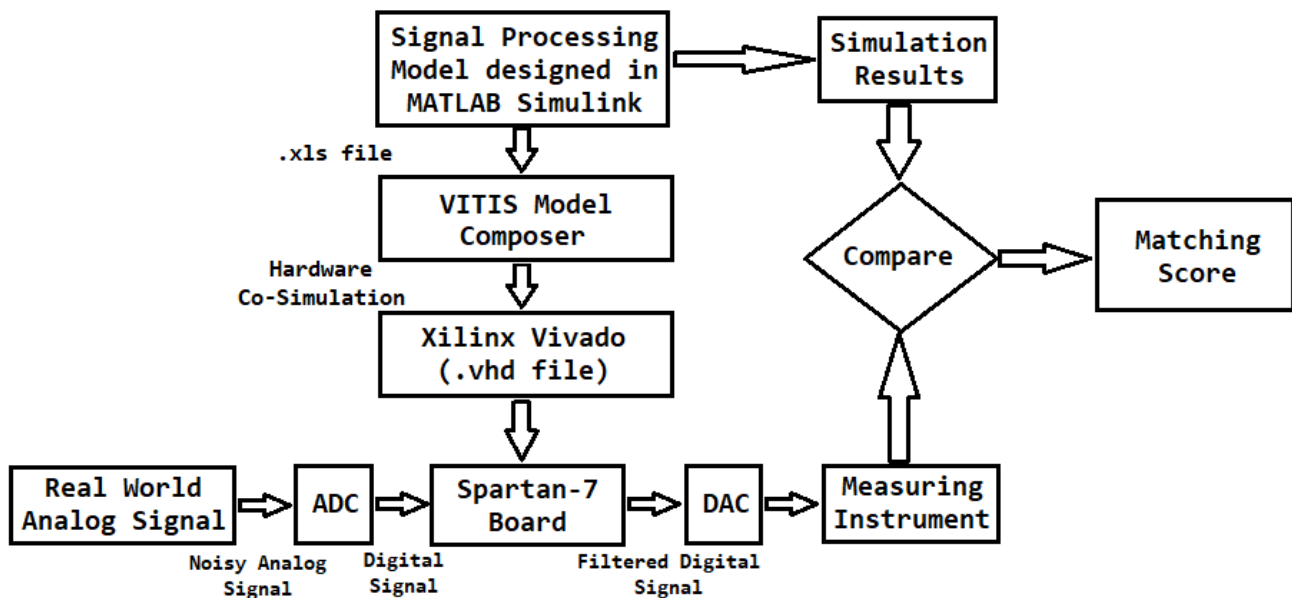 Signal Processing
Model designed in
MATLAB Simulink
Simulation
Results
.xls file
VITIS Model
Composer
Compare
Matching
Score
Hardware
Co-Simulation
Xilinx Vivado
(.vhd file)
Real World
Analog Signal
ADC
Spartan-7
Board
DAC
Measuring
Instrument
Noisy Analog
Signal
Digital
Signal
Filtered Digital
Signal